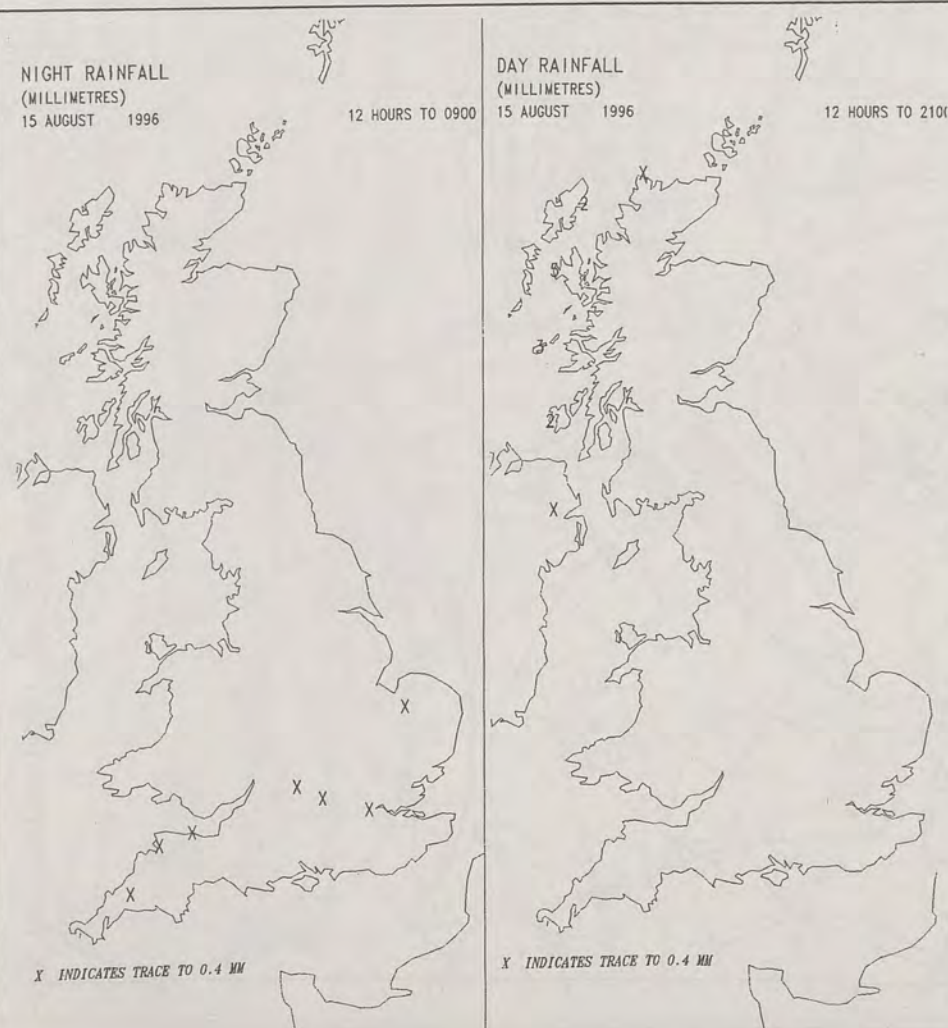 NIGHT RAINFALL
(MILLIMETRES)
15 AUGUST 1996
12 HOURS TO 0900
X
X
X
X
X
X
X
X INDICATES TRACE TO 0.4 MM
DAY RAINFALL
(MILLIMETRES)
15 AUGUST 1996
12 HOURS TO 2100
X
2
3
2
X
X INDICATES TRACE TO 0.4 MM